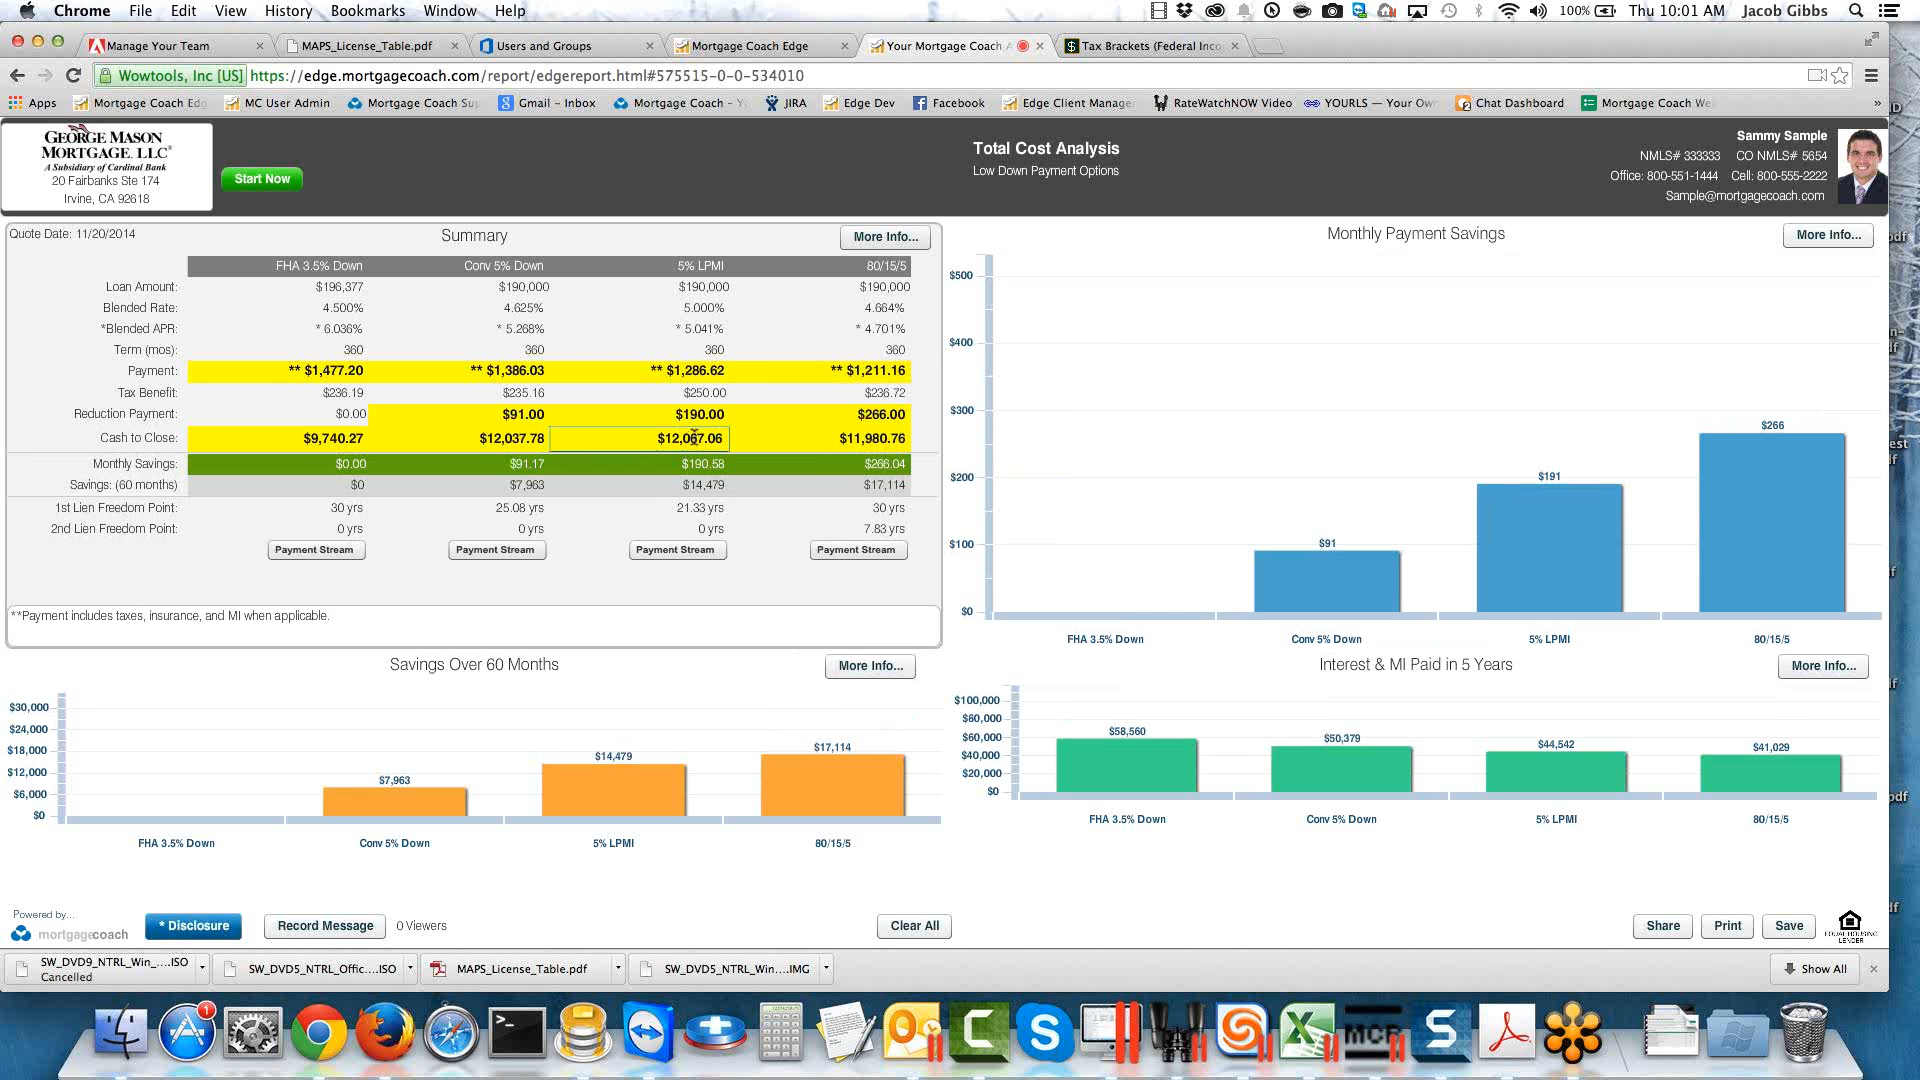 Chrome File Edit View History Bookmarks Window Help 100% Thu 10:01 AM Jacob Gibbs
Manage Your Team MAPS_License_Table.pdf Users and Groups Mortgage Coach Edge Your Mortgage Coach Tax Brackets (Federal Inco
Wowtools, Inc [US] https://edge.mortgagecoach.com/report/edgereport.html#575515-0-0-534010
Apps Mortgage Coach Edg MC User Admin Mortgage Coach Sup Gmail – Inbox Mortgage Coach – Y JIRA Edge Dev Facebook Edge Client Manage RateWatchNOW Video YOURLS — Your Own Chat Dashboard Mortgage Coach We »
GEORGE MASON
MORTGAGE, LLC
A Subsidiary of Cardinal Bank
20 Fairbanks Ste 174
Irvine, CA 92618
Start Now
Total Cost Analysis
Low Down Payment Options
Sammy Sample
NMLS# 333333 CO NMLS# 5654
Office: 800-551-1444 Cell: 800-555-2222
Sample@mortgagecoach.com
Quote Date: 11/20/2014 Summary More Info...
FHA 3.5% Down Conv 5% Down 5% LPMI 80/15/5
Loan Amount: $196,377 $190,000 $190,000 $190,000
Blended Rate: 4.500% 4.625% 5.000% 4.664%
*Blended APR: * 6.036% * 5.268% * 5.041% * 4.701%
Term (mos): 360 360 360 360
Payment: ** $1,477.20 ** $1,386.03 ** $1,286.62 ** $1,211.16
Tax Benefit: $236.19 $235.16 $250.00 $236.72
Reduction Payment: $0.00 $91.00 $190.00 $266.00
Cash to Close: $9,740.27 $12,037.78 $12,067.06 $11,980.76
Monthly Savings: $0.00 $91.17 $190.58 $266.04
Savings: (60 months) $0 $7,963 $14,479 $17,114
1st Lien Freedom Point: 30 yrs 25.08 yrs 21.33 yrs 30 yrs
2nd Lien Freedom Point: 0 yrs 0 yrs 0 yrs 7.83 yrs
Payment Stream Payment Stream Payment Stream Payment Stream
**Payment includes taxes, insurance, and MI when applicable.
Monthly Payment Savings More Info...
$500
$400
$300
$200
$100
$0
$266
$191
$91
FHA 3.5% Down Conv 5% Down 5% LPMI 80/15/5
Savings Over 60 Months More Info...
$30,000
$24,000
$18,000
$12,000
$6,000
$0
$17,114
$14,479
$7,963
FHA 3.5% Down Conv 5% Down 5% LPMI 80/15/5
Interest & MI Paid in 5 Years More Info...
$100,000
$80,000
$60,000
$40,000
$20,000
$0
$58,560
$50,379
$44,542
$41,029
FHA 3.5% Down Conv 5% Down 5% LPMI 80/15/5
Powered by...
mortgagecoach
* Disclosure Record Message 0 Viewers Clear All Share Print Save
EQUAL HOUSING
LENDER
SW_DVD9_NTRL_Win_....ISO
Cancelled
SW_DVD5_NTRL_Offic....ISO MAPS_License_Table.pdf SW_DVD5_NTRL_Win....IMG Show All